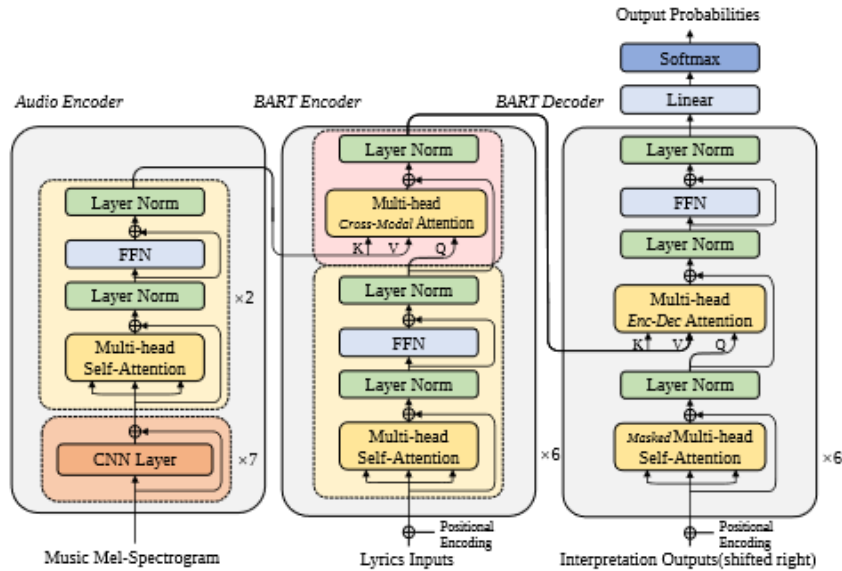 Output Probabilities
Softmax
Linear
Audio Encoder
BART Encoder
BART Decoder
Layer Norm
FFN
Layer Norm
Multi-head
Self-Attention
×2
CNN Layer
×7
Music Mel-Spectrogram
Layer Norm
Multi-head
Cross-Modal Attention
K V Q
Layer Norm
FFN
Layer Norm
Multi-head
Self-Attention
×6
Positional
Encoding
Lyrics Inputs
Layer Norm
FFN
Layer Norm
Multi-head
Enc-Dec Attention
K V Q
Layer Norm
Masked Multi-head
Self-Attention
×6
Positional
Encoding
Interpretation Outputs(shifted right)